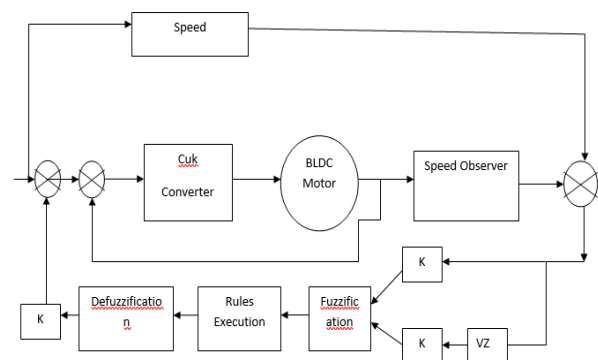 Speed
Cuk
Converter
BLDC
Motor
Speed Observer
K
Defuzzificatio
n
Rules
Execution
Fuzzific
ation
K
K
VZ